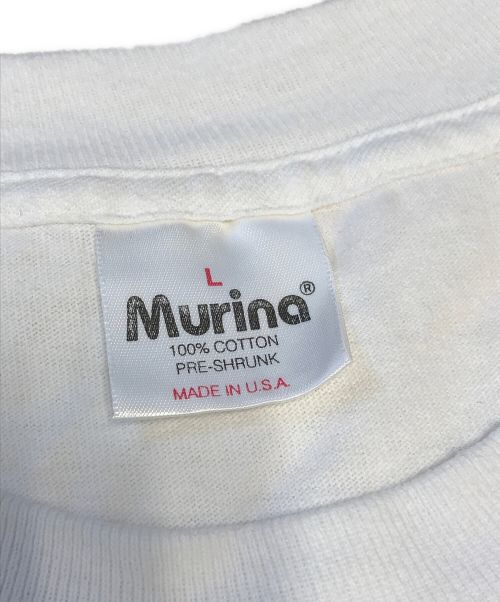 L
Murina®
100% COTTON
PRE-SHRUNK
MADE IN U.S.A.